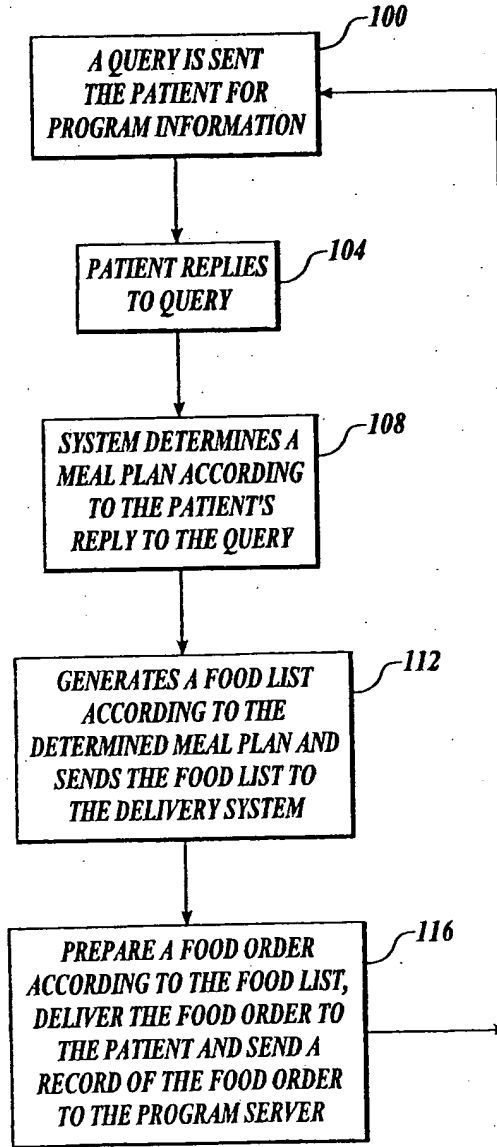 100
A QUERY IS SENT
THE PATIENT FOR
PROGRAM INFORMATION
104
PATIENT REPLIES
TO QUERY
108
SYSTEM DETERMINES A
MEAL PLAN ACCORDING
TO THE PATIENT'S
REPLY TO THE QUERY
112
GENERATES A FOOD LIST
ACCORDING TO THE
DETERMINED MEAL PLAN AND
SENDS THE FOOD LIST TO
THE DELIVERY SYSTEM
116
PREPARE A FOOD ORDER
ACCORDING TO THE FOOD LIST,
DELIVER THE FOOD ORDER TO
THE PATIENT AND SEND A
RECORD OF THE FOOD ORDER
TO THE PROGRAM SERVER